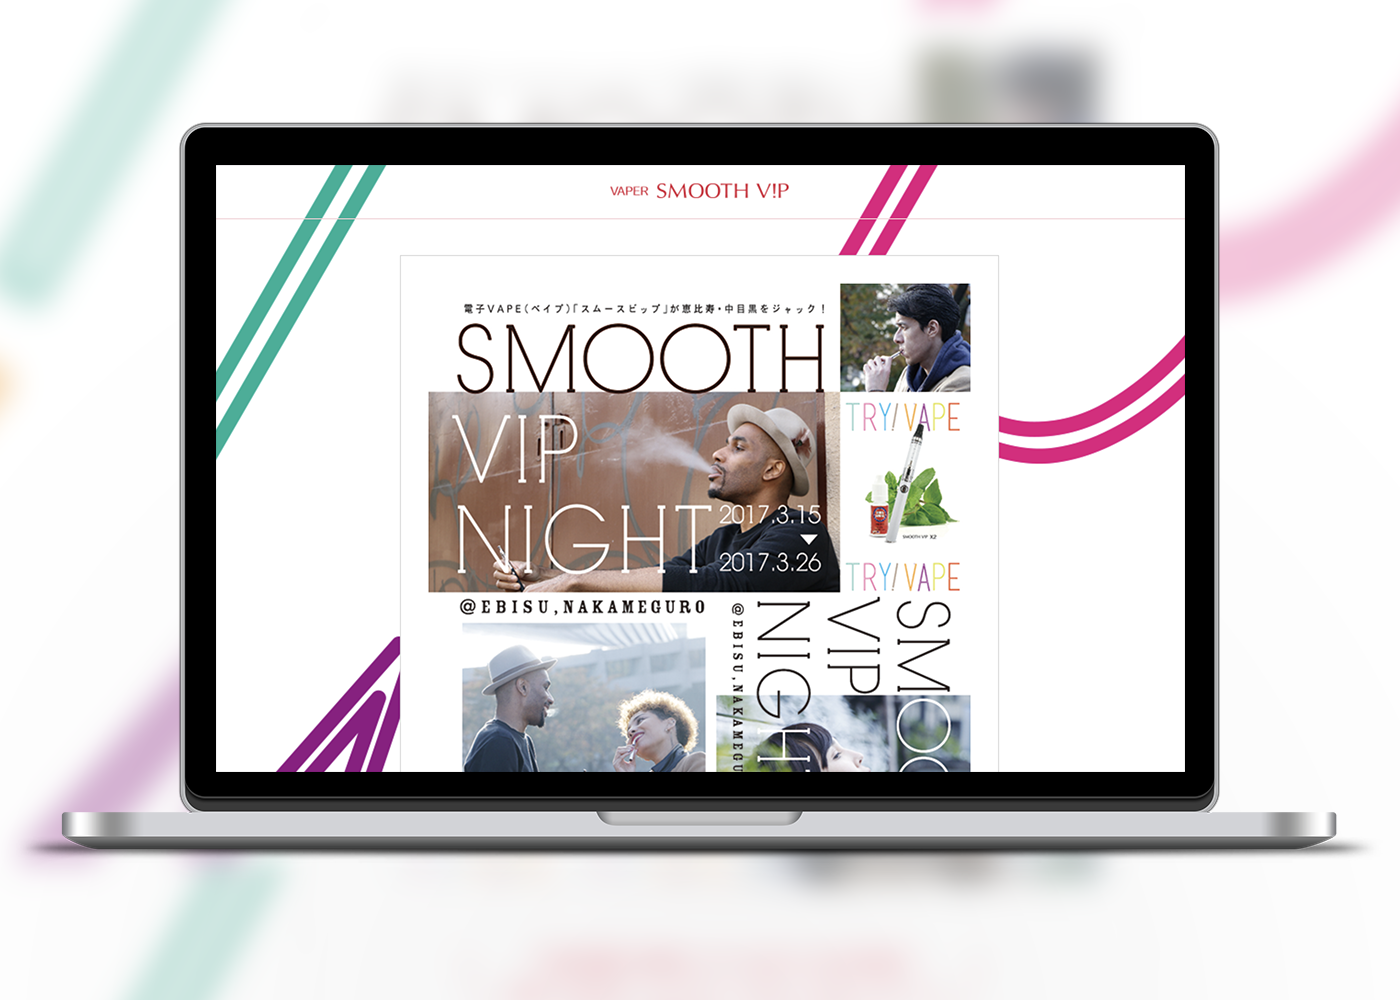 VAPER SMOOTH V!P
電子VAPE(ベイプ)「スムースビップ」が恵比寿・中目黒をジャック!
SMOOTH
VIP
NIGHT
2017.3.15
2017.3.26
@EBISU,NAKAMEGURO
TRY! VAPE
SMOOTH VIP X2
TRY! VAPE
SMOO
VIP
NIGHT
@EBISU,NAKAMEGU